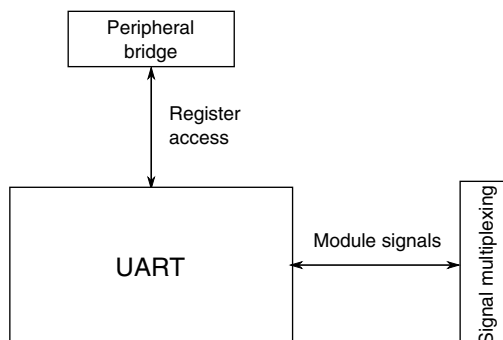 Peripheral
bridge
Register
access
UART
Module signals
Signal multiplexing